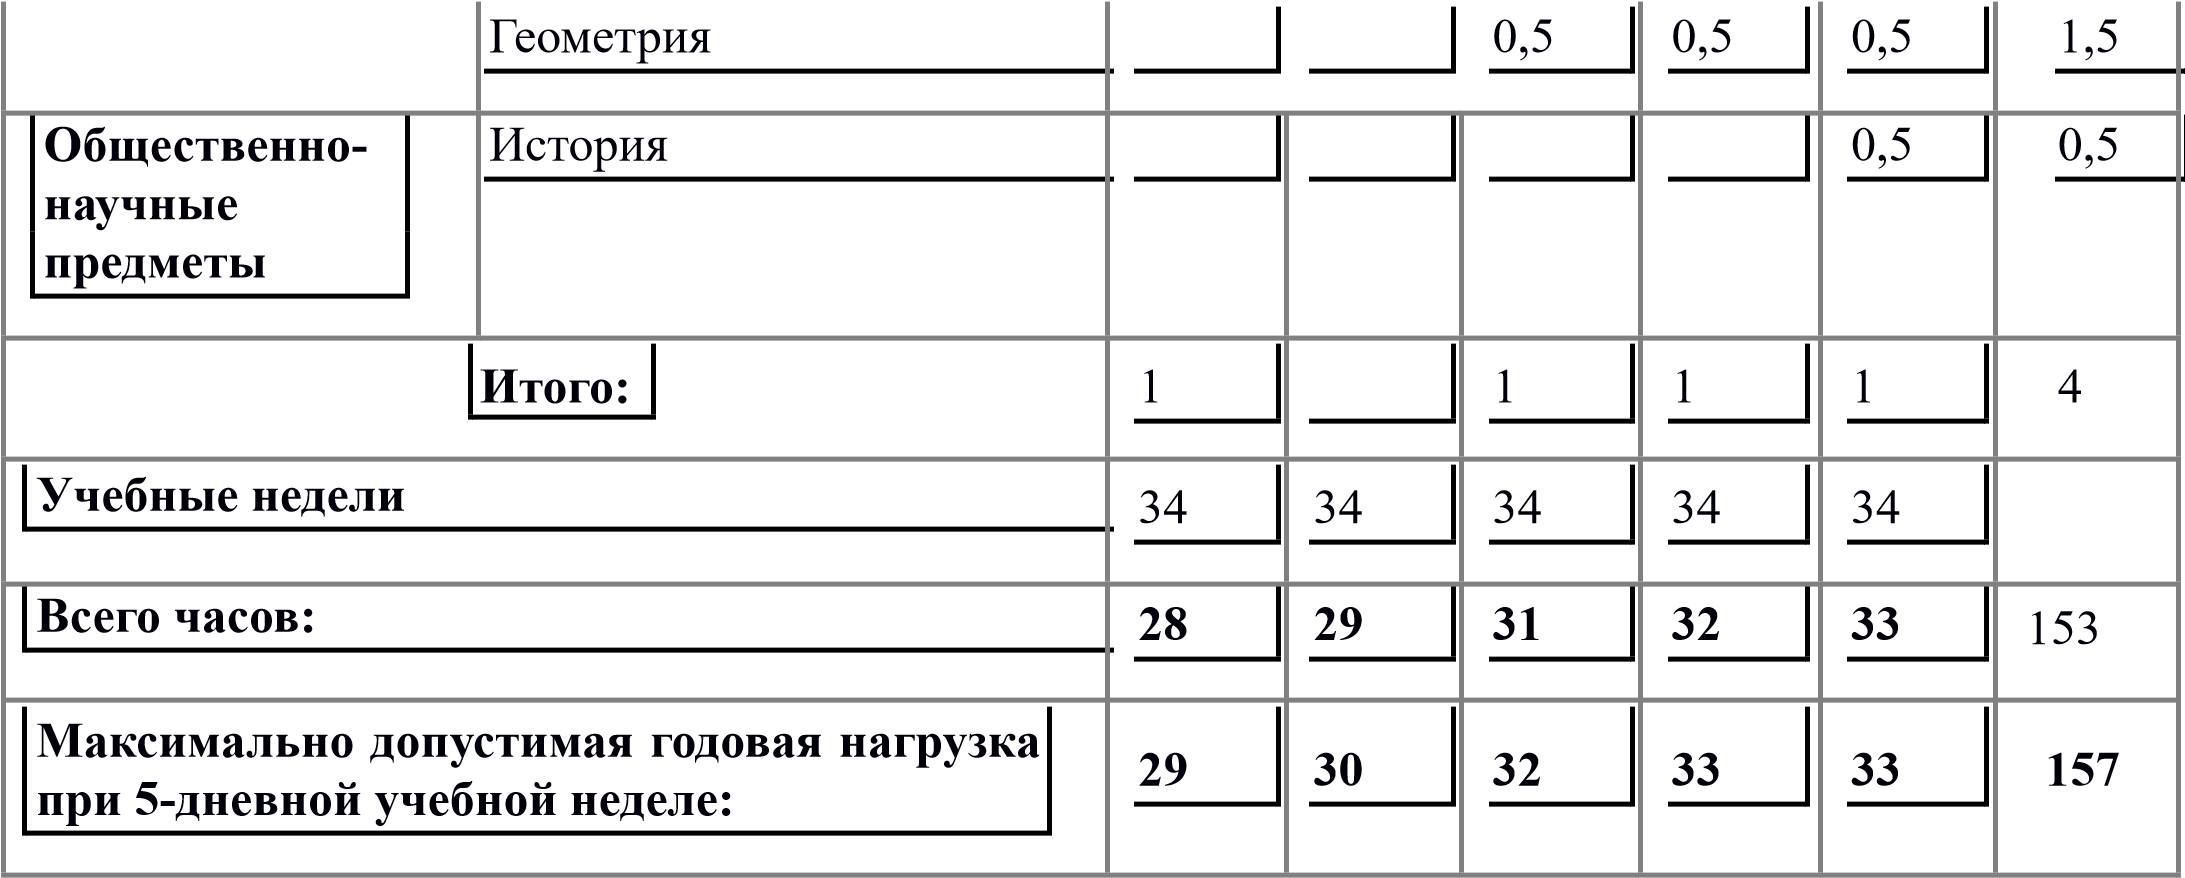 Геометрия 0,5 0,5 0,5 1,5
Общественно- История 0,5 0,5
научные
предметы
Итого: 1 1 1 1 4
Учебные недели 34 34 34 34 34
Всего часов: 28 29 31 32 33 153
Максимально допустимая годовая нагрузка
при 5-дневной учебной неделе: 29 30 32 33 33 157